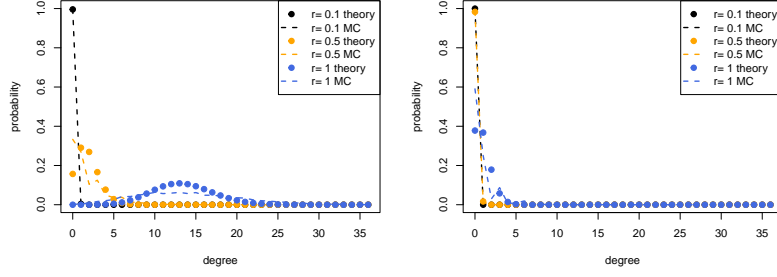 probability
0.0 0.2 0.4 0.6 0.8 1.0
0 5 10 15 20 25 30 35
degree
r= 0.1 theory
r= 0.1 MC
r= 0.5 theory
r= 0.5 MC
r= 1 theory
r= 1 MC
probability
0.0 0.2 0.4 0.6 0.8 1.0
0 5 10 15 20 25 30 35
degree
r= 0.1 theory
r= 0.1 MC
r= 0.5 theory
r= 0.5 MC
r= 1 theory
r= 1 MC